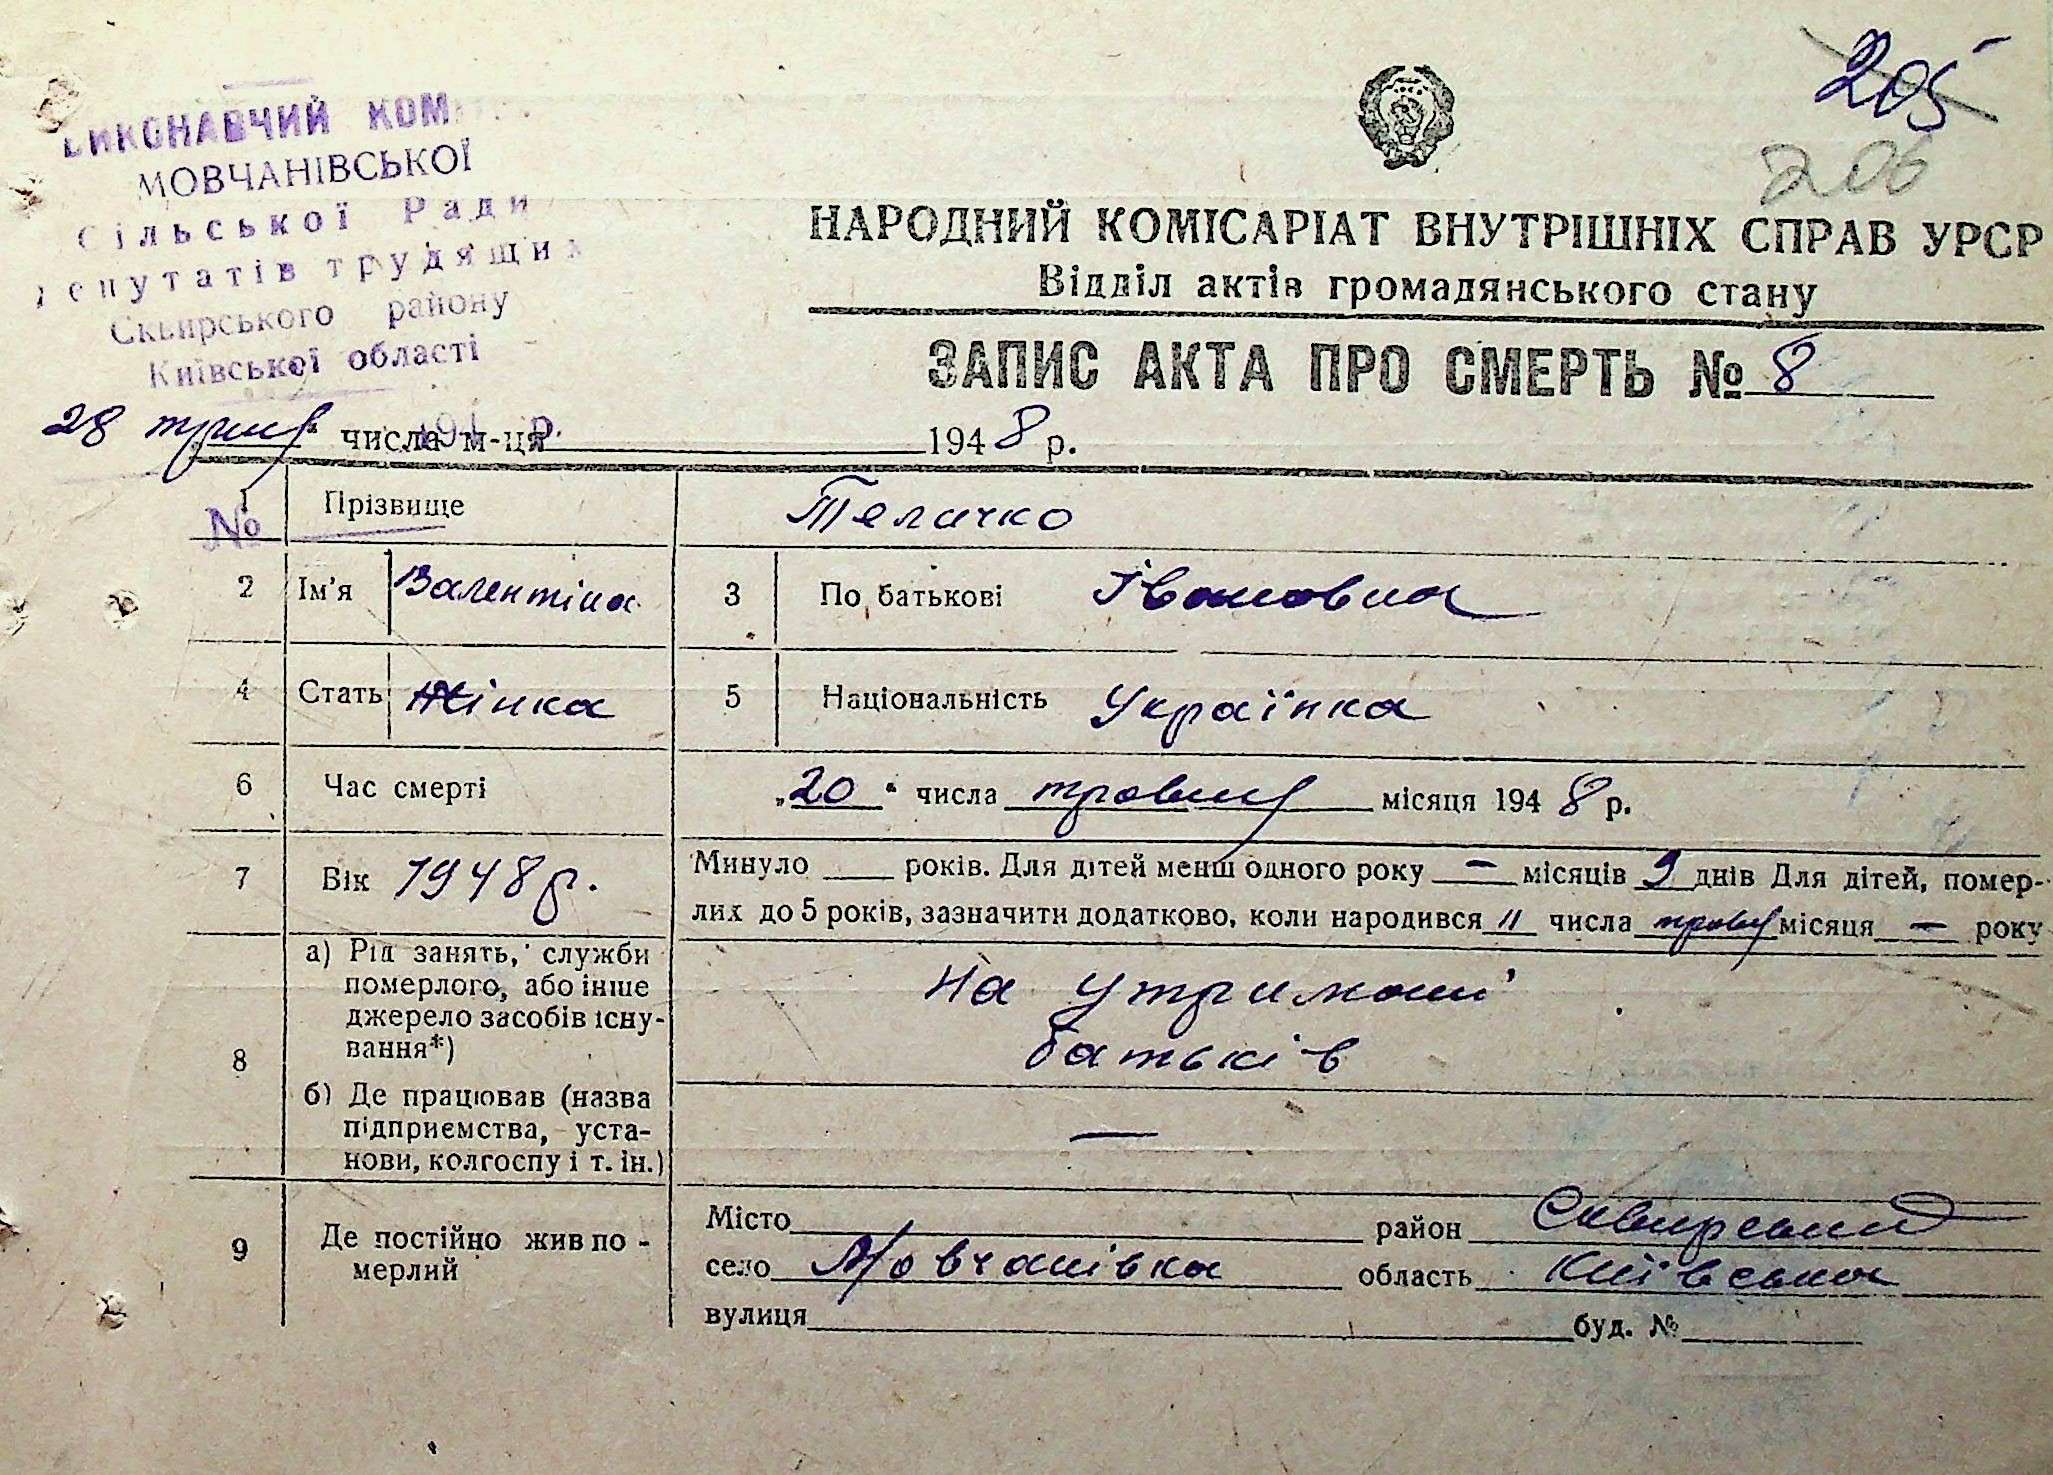 205
206
ВИКОНАВЧИЙ КОМ
МОВЧАНІВСЬКОЇ
Сільської Ради
депутатів трудящих
Сквирського району
Київської області
194 р.
№
НАРОДНИЙ КОМІСАРІАТ ВНУТРІШНІХ СПРАВ УРСР
Відділ актів громадянського стану
ЗАПИС АКТА ПРО СМЕРТЬ № 8
28 травня" числа м-ця 1948 р.
1 Прізвище Теличко
2 Ім'я Валентіна 3 По батькові Івановна
4 Стать Жінка 5 Національність Українка
6 Час смерті „20“ числа травня місяця 1948 р.
7 Вік 1948 р. Минуло ___ років. Для дітей менш одного року — місяців 9 днів Для дітей, помер-
лих до 5 років, зазначити додатково, коли народився 11 числа травня місяця — року
8 а) Рід занять, служби
померлого, або інше
джерело засобів існу-
вання*)
На утриманні
батьків
б) Де працював (назва
підприємства, уста-
нови, колгоспу і т. ін.)
—
9 Де постійно жив по-
мерлий
Місто район Сквирський
село Мовчанівка область Київська
вулиця буд. №